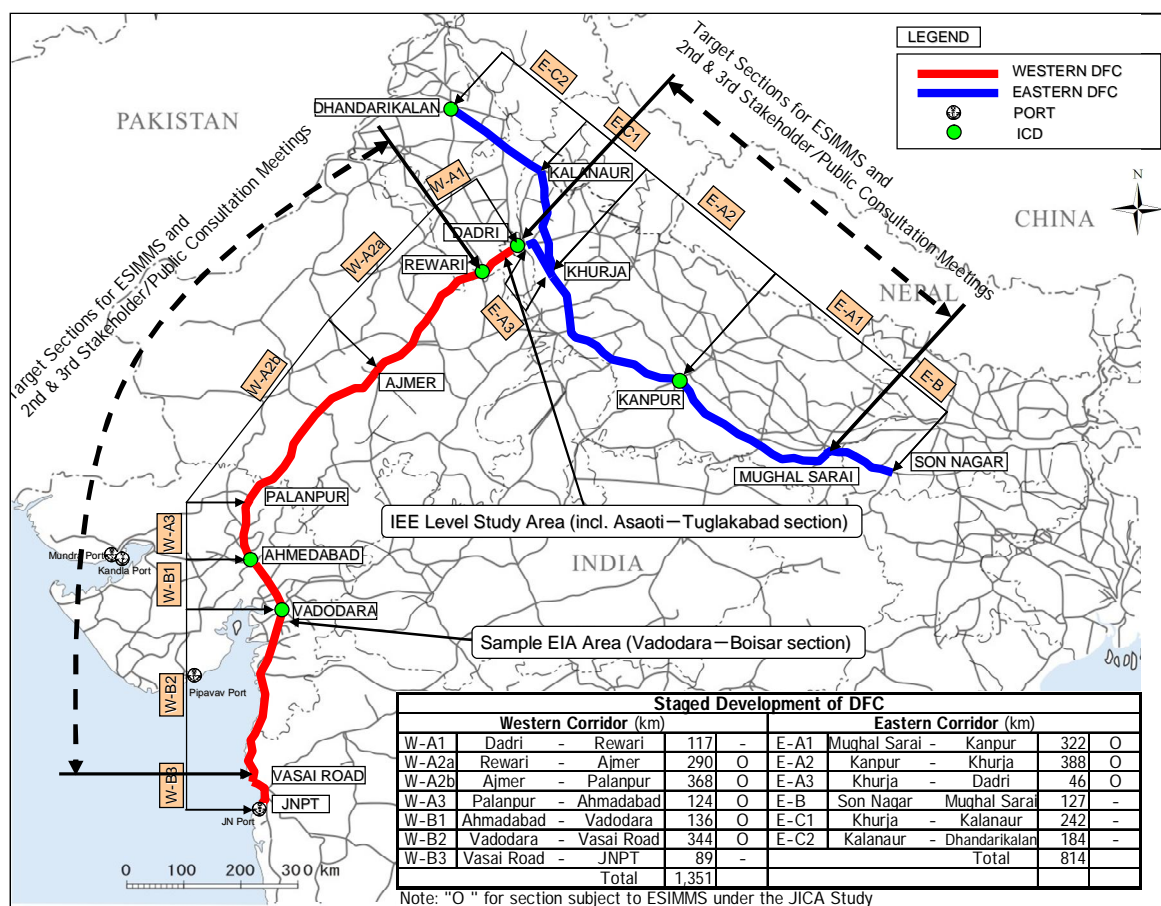 LEGEND
WESTERN DFC
EASTERN DFC
PORT
ICD
N
PAKISTAN
CHINA
NEPAL
INDIA
Target Sections for ESIMMS and
2nd & 3rd Stakeholder/Public Consultation Meetings
Target Sections for ESIMMS and
2nd & 3rd Stakeholder/Public Consultation Meetings
E-C2
DHANDARIKALAN
E-C1
KALANAUR
W-A1
E-A2
DADRI
W-A2a
REWARI
KHURJA
E-A3
E-A1
W-A2b
AJMER
KANPUR
E-B
SON NAGAR
MUGHAL SARAI
PALANPUR
IEE Level Study Area (incl. Asaoti－Tuglakabad section)
W-A3
Mundra Port
Kandla Port
AHMEDABAD
W-B1
VADODARA
Sample EIA Area (Vadodara－Boisar section)
W-B2
Pipavav Port
W-B3
VASAI ROAD
JNPT
JN Port
0 100 200 300 km
Staged Development of DFC
Western Corridor (km) Eastern Corridor (km)
W-A1 Dadri - Rewari 117 - E-A1 Mughal Sarai - Kanpur 322 O
W-A2a Rewari - Ajmer 290 O E-A2 Kanpur - Khurja 388 O
W-A2b Ajmer - Palanpur 368 O E-A3 Khurja - Dadri 46 O
W-A3 Palanpur - Ahmadabad 124 O E-B Son Nagar Mughal Sarai 127 -
W-B1 Ahmadabad - Vadodara 136 O E-C1 Khurja - Kalanaur 242 -
W-B2 Vadodara - Vasai Road 344 O E-C2 Kalanaur - Dhandarikalan 184 -
W-B3 Vasai Road - JNPT 89 - Total 814
Total 1,351
Note: "O " for section subject to ESIMMS under the JICA Study